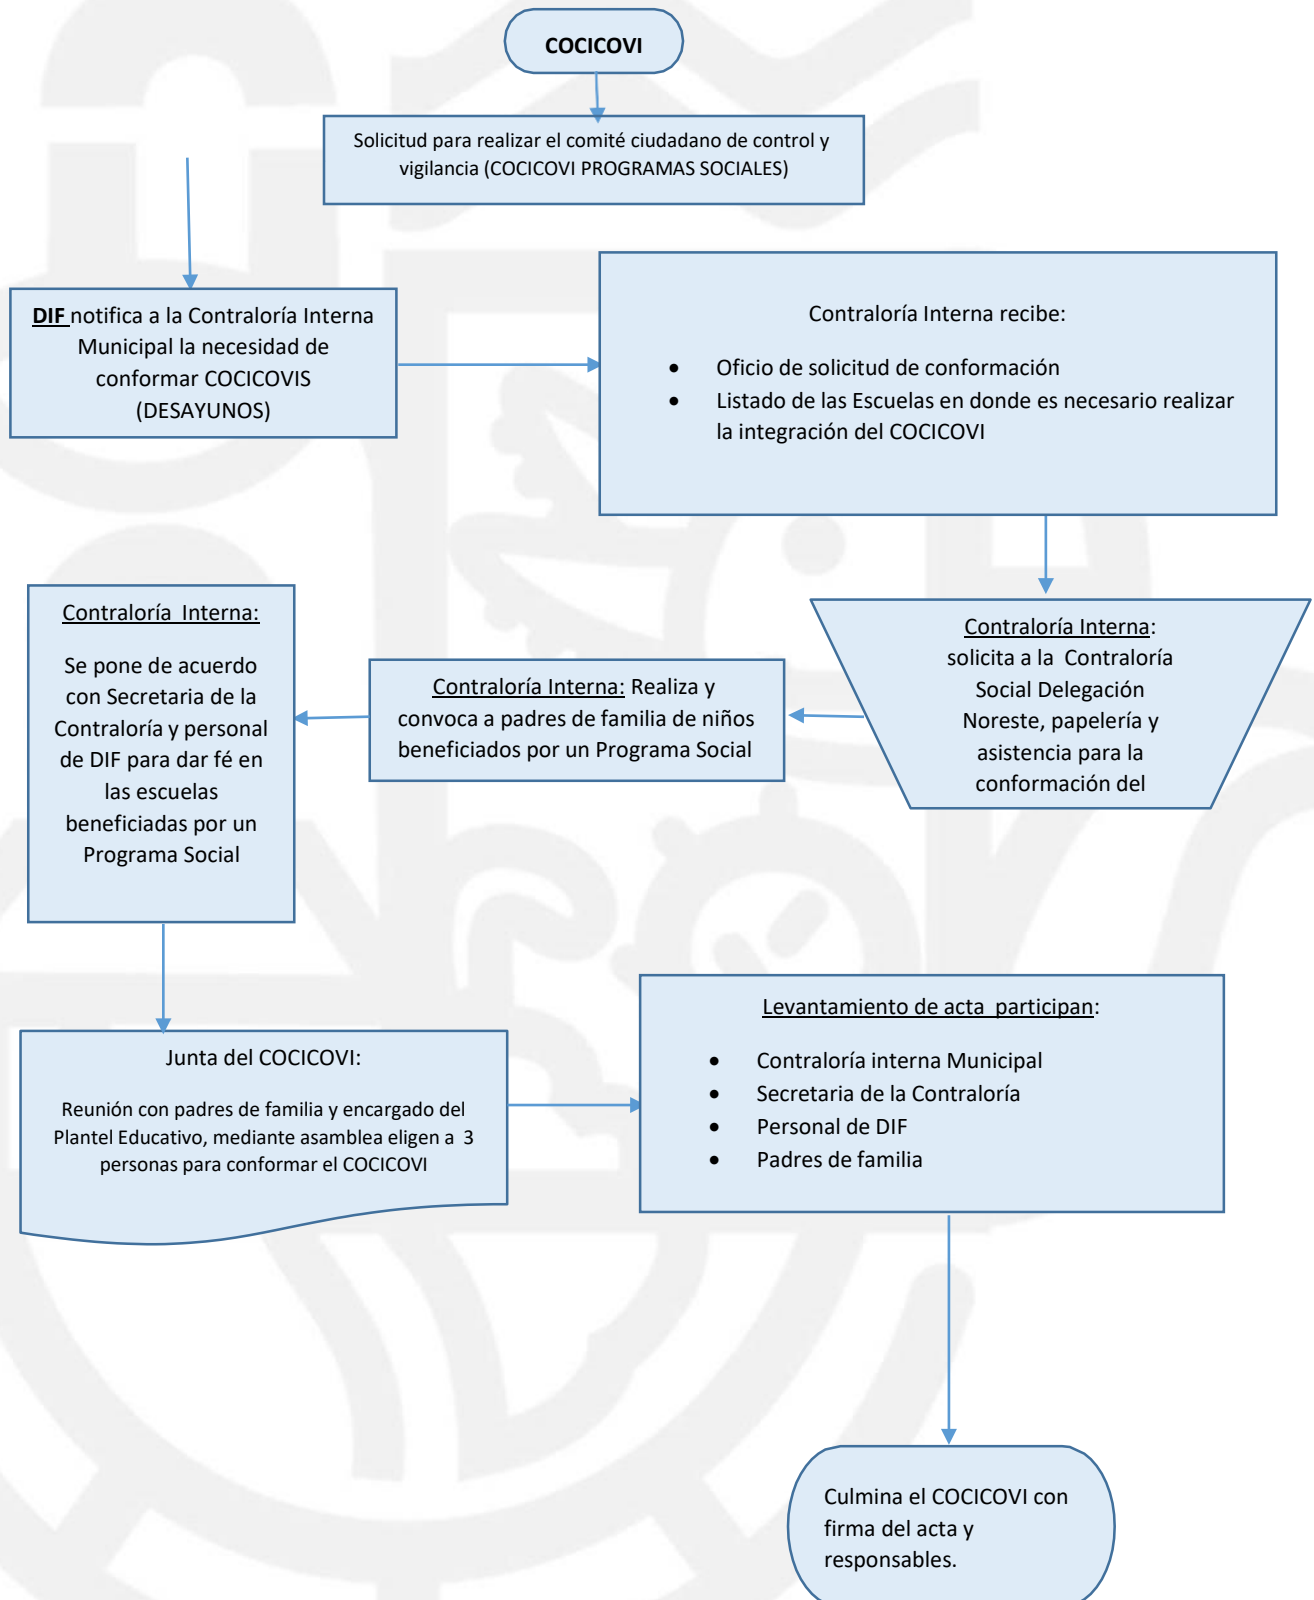 COCICOVI
Solicitud para realizar el comité ciudadano de control y
vigilancia (COCICOVI PROGRAMAS SOCIALES)
DIF notifica a la Contraloría Interna
Municipal la necesidad de
conformar COCICOVIS
(DESAYUNOS)
Contraloría Interna recibe:
• Oficio de solicitud de conformación
• Listado de las Escuelas en donde es necesario realizar
la integración del COCICOVI
Contraloría Interna:
solicita a la Contraloría
Social Delegación
Noreste, papelería y
asistencia para la
conformación del
Contraloría Interna: Realiza y
convoca a padres de familia de niños
beneficiados por un Programa Social
Contraloría Interna:
Se pone de acuerdo
con Secretaria de la
Contraloría y personal
de DIF para dar fé en
las escuelas
beneficiadas por un
Programa Social
Junta del COCICOVI:
Reunión con padres de familia y encargado del
Plantel Educativo, mediante asamblea eligen a 3
personas para conformar el COCICOVI
Levantamiento de acta participan:
• Contraloría interna Municipal
• Secretaria de la Contraloría
• Personal de DIF
• Padres de familia
Culmina el COCICOVI con
firma del acta y
responsables.